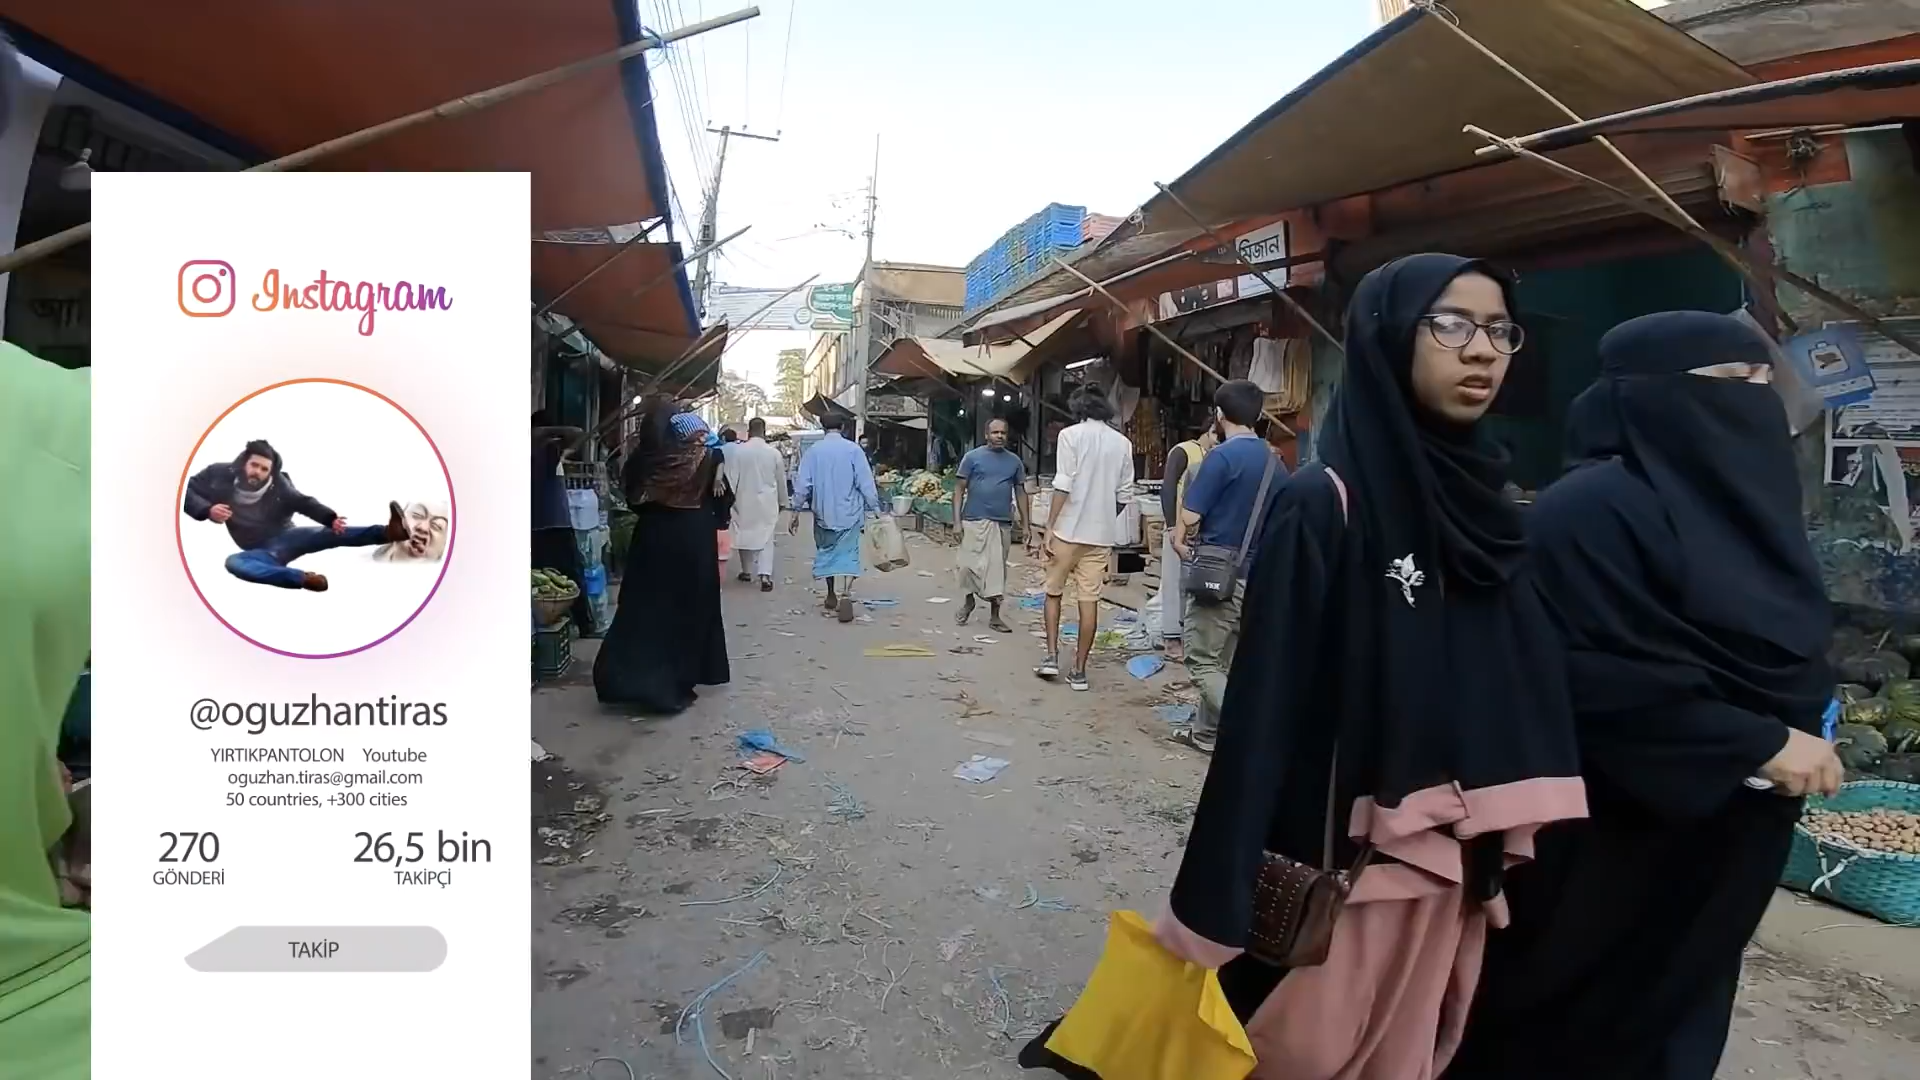 Instagram
@oguzhantiras
YIRTIKPANTOLON Youtube
oguzhan.tiras@gmail.com
50 countries, +300 cities
270
GÖNDERİ
26,5 bin
TAKİPÇİ
TAKİP
মিজান